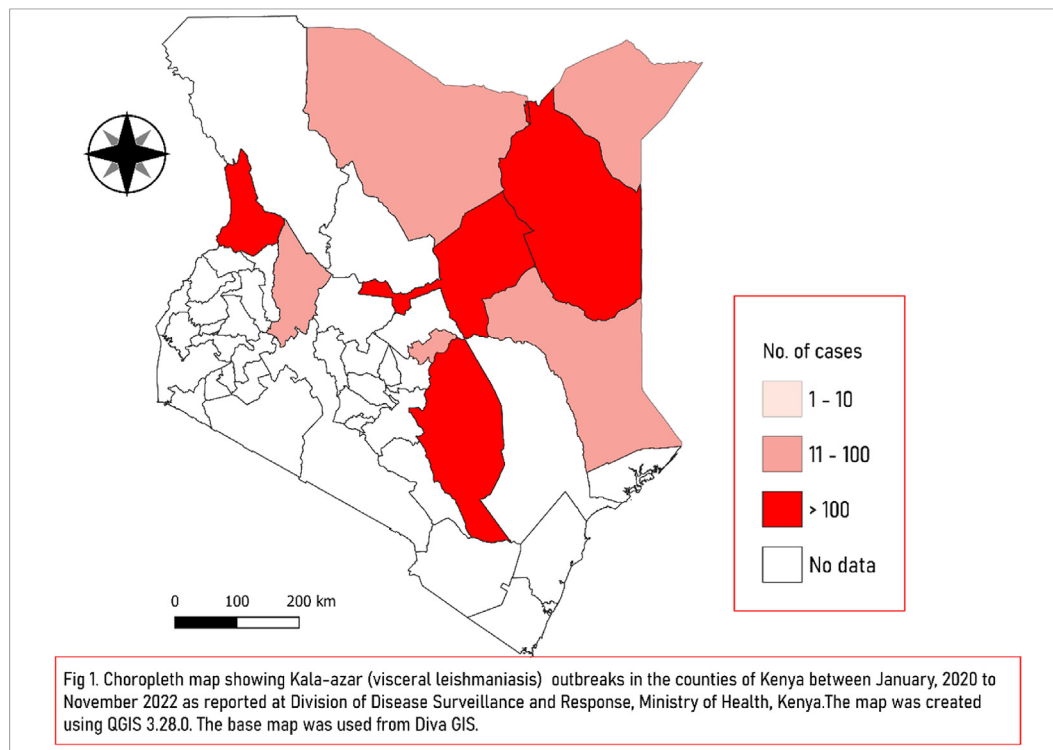 No. of cases
1 - 10
11 - 100
> 100
No data
0 100 200 km
Fig 1. Choropleth map showing Kala-azar (visceral leishmaniasis) outbreaks in the counties of Kenya between January, 2020 to
November 2022 as reported at Division of Disease Surveillance and Response, Ministry of Health, Kenya.The map was created
using QGIS 3.28.0. The base map was used from Diva GIS.